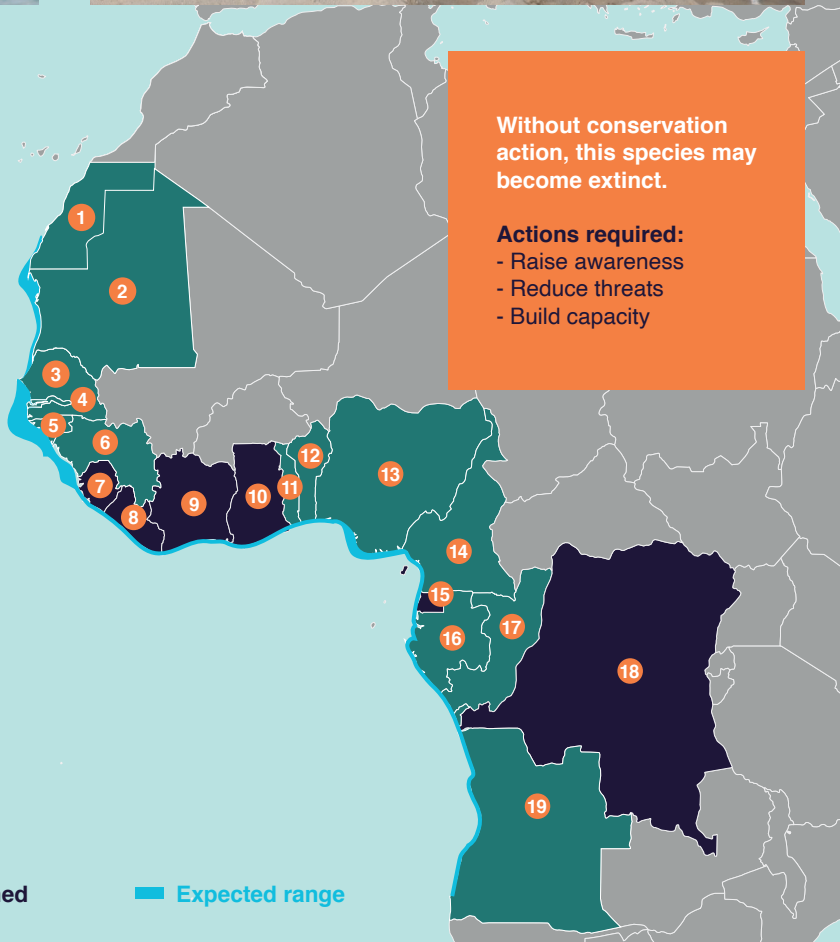 Without conservation
action, this species may
become extinct.
Actions required:
- Raise awareness
- Reduce threats
- Build capacity
1
2
3
4
5
6
7
8
9
10
11
12
13
14
15
16
17
18
19
Expected range